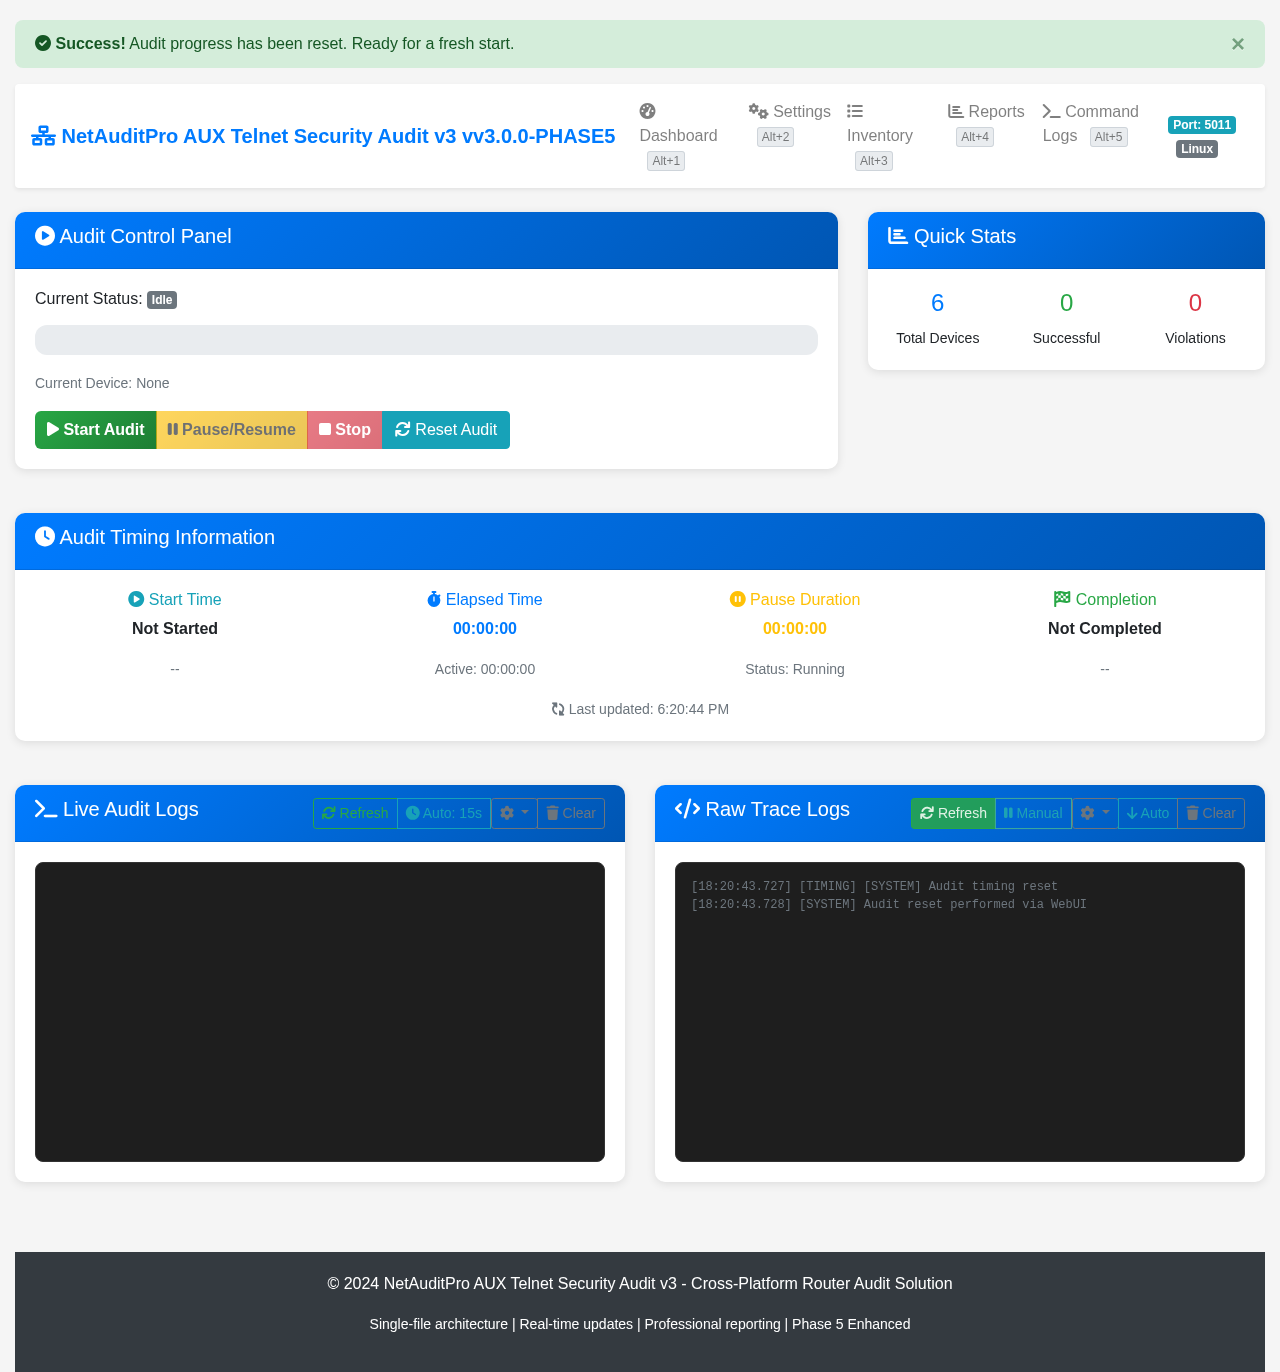 Success! Audit progress has been reset. Ready for a fresh start. ×
NetAuditPro AUX Telnet Security Audit v3 vv3.0.0-PHASE5
Dashboard Alt+1
Settings Alt+2
Inventory Alt+3
Reports Alt+4
Command Logs Alt+5
Port: 5011
Linux
Audit Control Panel
Current Status: Idle
Current Device: None
Start Audit Pause/Resume Stop Reset Audit
Quick Stats
6 0 0
Total Devices Successful Violations
Audit Timing Information
Start Time Elapsed Time Pause Duration Completion
Not Started 00:00:00 00:00:00 Not Completed
-- Active: 00:00:00 Status: Running --
Last updated: 6:20:44 PM
Live Audit Logs Refresh Auto: 15s Clear
Raw Trace Logs Refresh Manual Auto Clear
[18:20:43.727] [TIMING] [SYSTEM] Audit timing reset
[18:20:43.728] [SYSTEM] Audit reset performed via WebUI
© 2024 NetAuditPro AUX Telnet Security Audit v3 - Cross-Platform Router Audit Solution
Single-file architecture | Real-time updates | Professional reporting | Phase 5 Enhanced